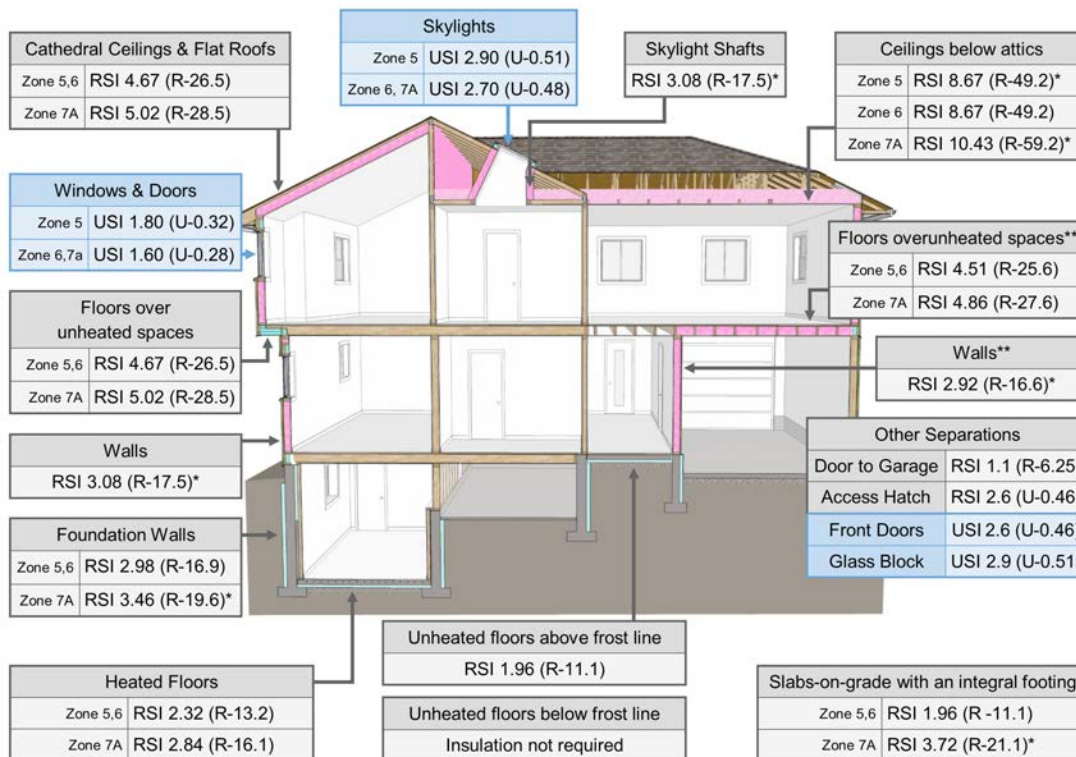 Cathedral Ceilings & Flat Roofs
Zone 5,6 RSI 4.67 (R-26.5)
Zone 7A RSI 5.02 (R-28.5)
Skylights
Zone 5 USI 2.90 (U-0.51)
Zone 6, 7A USI 2.70 (U-0.48)
Skylight Shafts
RSI 3.08 (R-17.5)*
Ceilings below attics
Zone 5 RSI 8.67 (R-49.2)*
Zone 6 RSI 8.67 (R-49.2)
Zone 7A RSI 10.43 (R-59.2)*
Windows & Doors
Zone 5 USI 1.80 (U-0.32)
Zone 6,7a USI 1.60 (U-0.28)
Floors overunheated spaces**
Zone 5,6 RSI 4.51 (R-25.6)
Zone 7A RSI 4.86 (R-27.6)
Floors over
unheated spaces
Zone 5,6 RSI 4.67 (R-26.5)
Zone 7A RSI 5.02 (R-28.5)
Walls**
RSI 2.92 (R-16.6)*
Walls
RSI 3.08 (R-17.5)*
Other Separations
Door to Garage RSI 1.1 (R-6.25
Access Hatch RSI 2.6 (U-0.46
Front Doors USI 2.6 (U-0.46)
Glass Block USI 2.9 (U-0.51
Foundation Walls
Zone 5,6 RSI 2.98 (R-16.9)
Zone 7A RSI 3.46 (R-19.6)*
Unheated floors above frost line
RSI 1.96 (R-11.1)
Heated Floors
Zone 5,6 RSI 2.32 (R-13.2)
Zone 7A RSI 2.84 (R-16.1)
Unheated floors below frost line
Insulation not required
Slabs-on-grade with an integral footing
Zone 5,6 RSI 1.96 (R -11.1)
Zone 7A RSI 3.72 (R-21.1)*